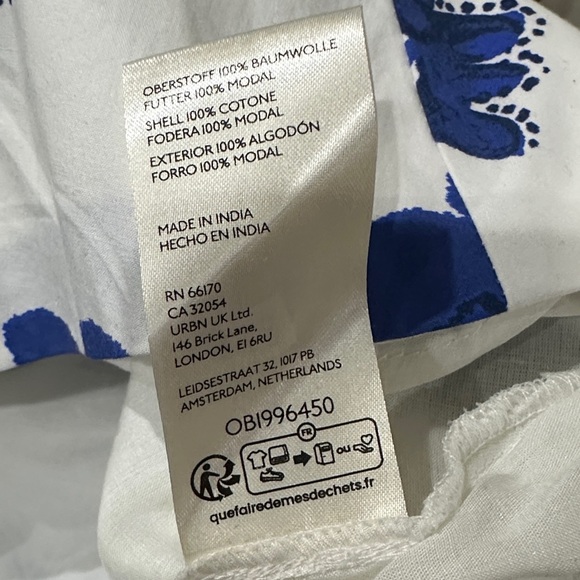 OBERSTOFF 100% BAUMWOLLE
FUTTER 100% MODAL
SHELL 100% COTONE
FODERA 100% MODAL
EXTERIOR 100% ALGODÓN
FORRO 100% MODAL
MADE IN INDIA
HECHO EN INDIA
RN 66170
CA 32054
URBN UK Ltd.
146 Brick Lane,
LONDON, E1 6RU
LEIDSESTRAAT 32, 1017 PB
AMSTERDAM, NETHERLANDS
OB1996450
FR
OU
quefairedemesdechets.fr